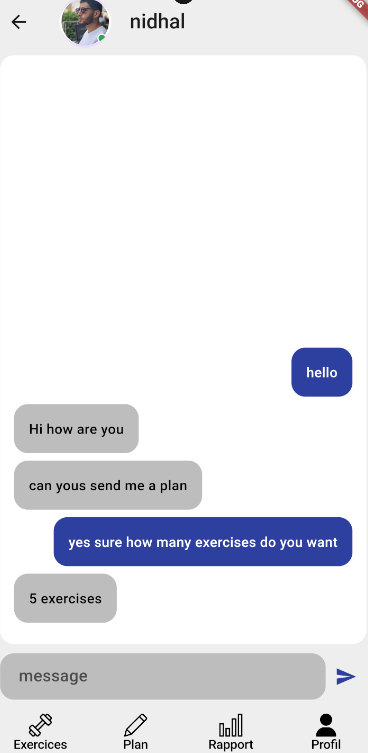 nidhal
hello
Hi how are you
can yous send me a plan
yes sure how many exercises do you want
5 exercises
message
Exercices
Plan
Rapport
Profil